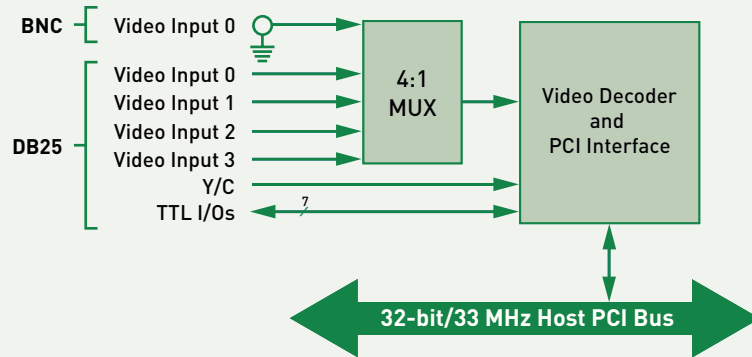 BNC
Video Input 0
DB25
Video Input 0
Video Input 1
Video Input 2
Video Input 3
Y/C
TTL I/Os
7
4:1
MUX
Video Decoder
and
PCI Interface
32-bit/33 MHz Host PCI Bus